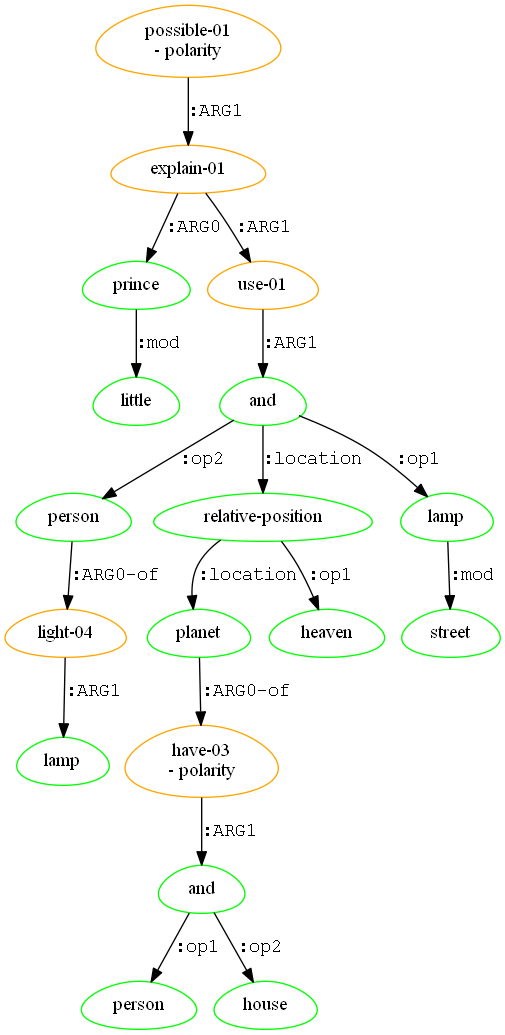 possible-01
- polarity
:ARG1
explain-01
:ARG0
:ARG1
prince
use-01
:mod
:ARG1
little
and
:op2
:location
:op1
person
relative-position
lamp
:ARG0-of
:location
:op1
:mod
light-04
planet
heaven
street
:ARG1
:ARG0-of
lamp
have-03
- polarity
:ARG1
and
:op1
:op2
person
house